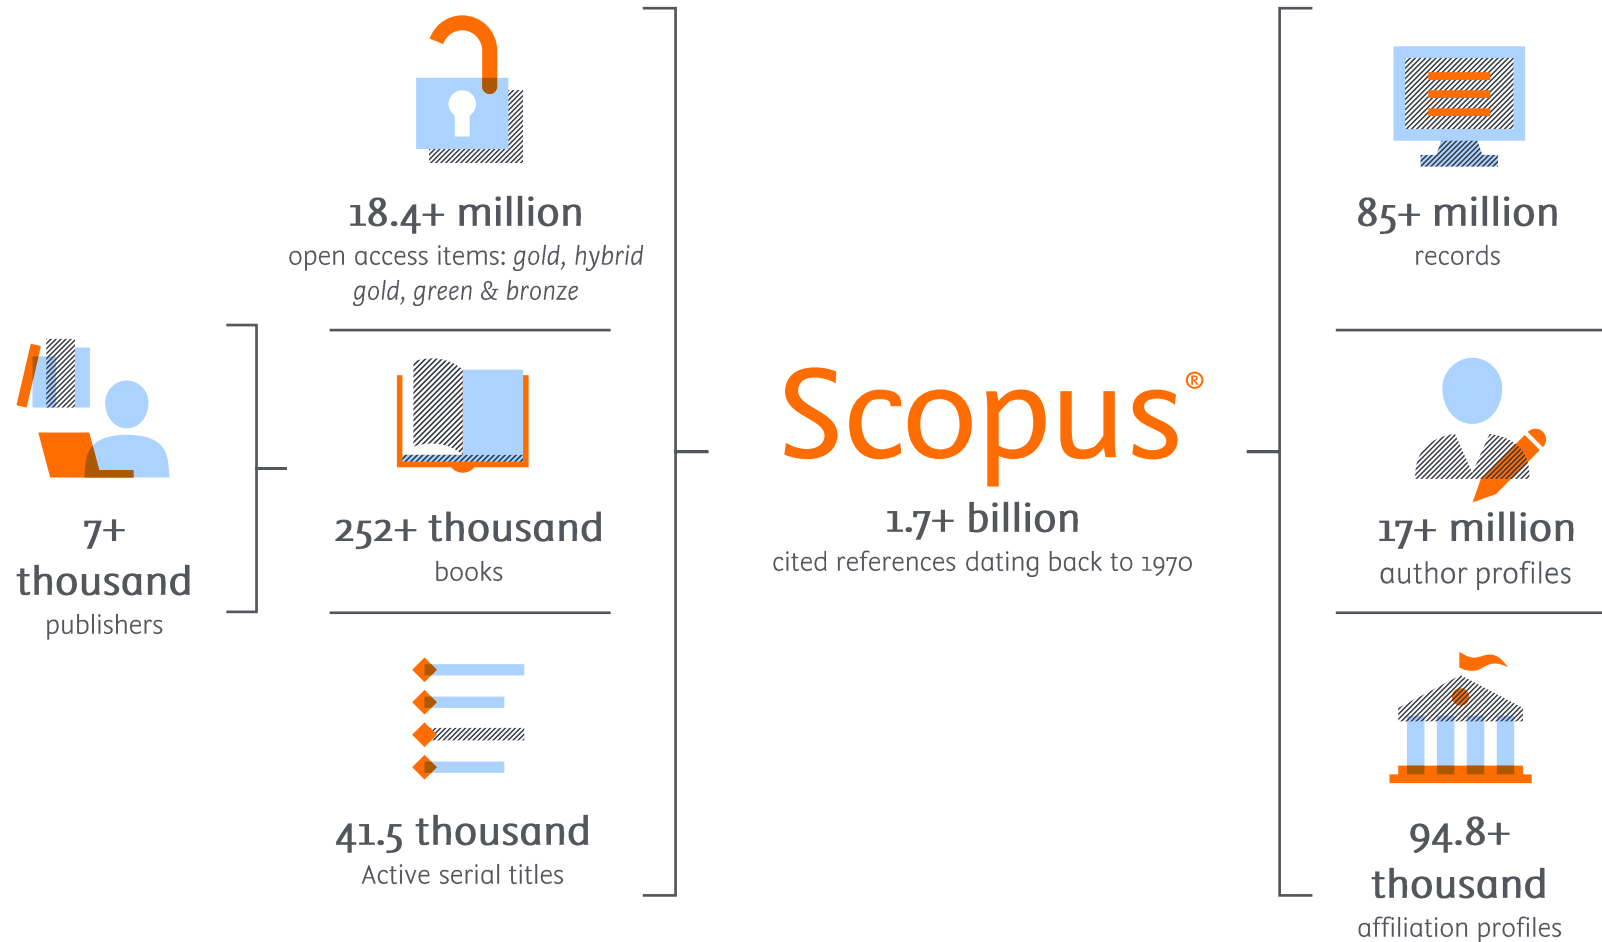 7+
thousand
publishers
18.4+ million
open access items: gold, hybrid
gold, green & bronze
252+ thousand
books
41.5 thousand
Active serial titles
Scopus®
1.7+ billion
cited references dating back to 1970
85+ million
records
17+ million
author profiles
94.8+
thousand
affiliation profiles